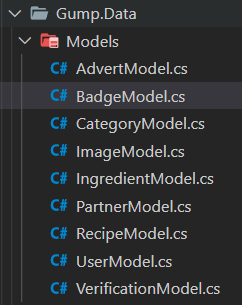 Gump.Data
Models
C# AdvertModel.cs
C# BadgeModel.cs
C# CategoryModel.cs
C# ImageModel.cs
C# IngredientModel.cs
C# PartnerModel.cs
C# RecipeModel.cs
C# UserModel.cs
C# VerificationModel.cs